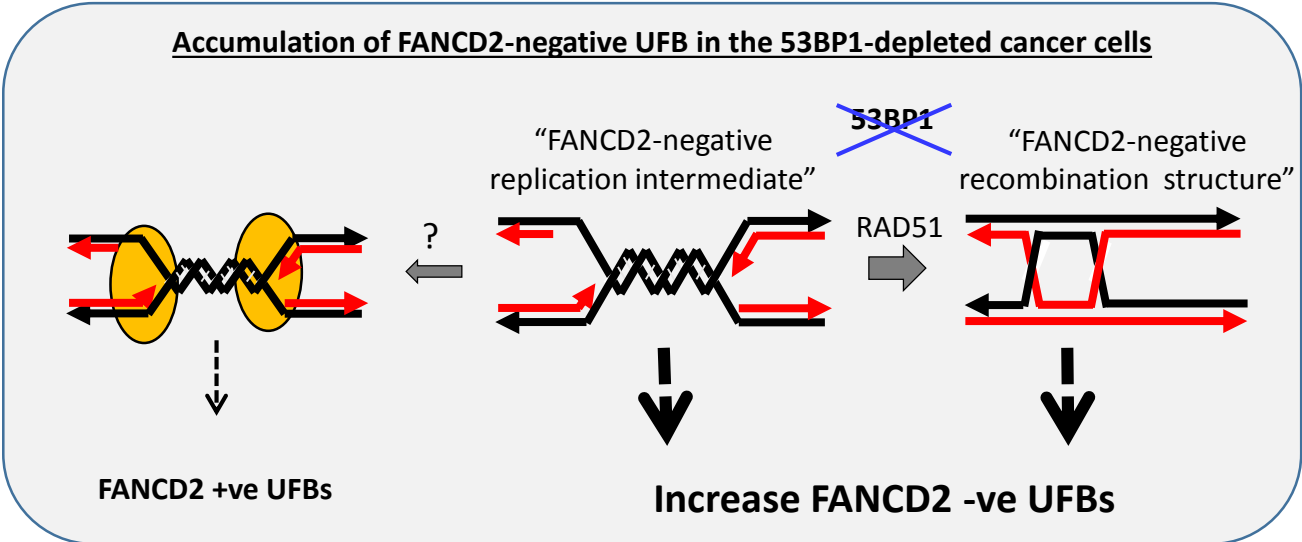 Accumulation of FANCD2-negative UFB in the 53BP1-depleted cancer cells
53BP1
“FANCD2-negative
replication intermediate”
“FANCD2-negative
recombination structure”
?
RAD51
FANCD2 +ve UFBs
Increase FANCD2 -ve UFBs